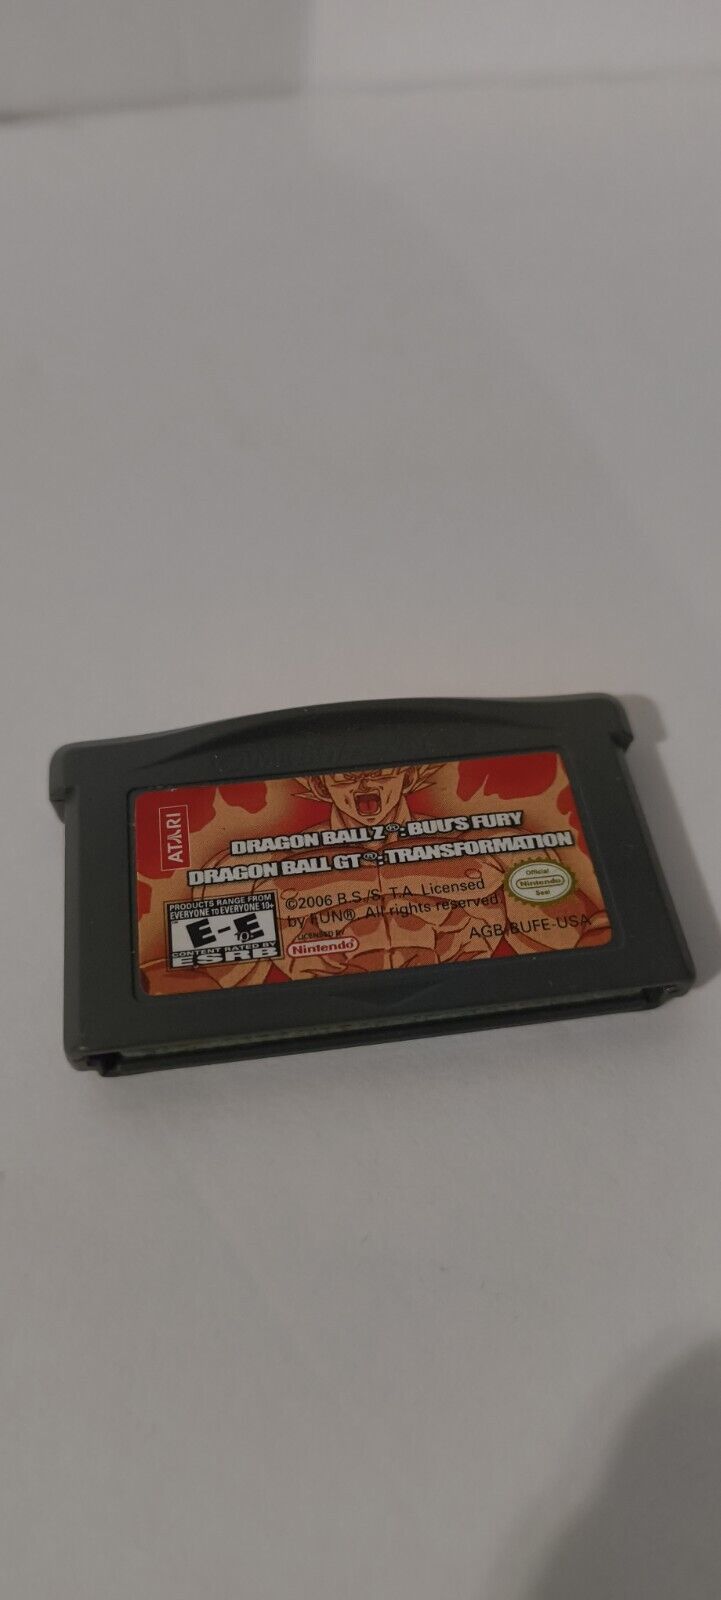 ATARI
DRAGON BALL Z®: BUU'S FURY
DRAGON BALL GT®: TRANSFORMATION
PRODUCTS RANGE FROM
EVERYONE TO EVERYONE 10+
E-E
to
CONTENT RATED BY
ESRB
©2006 B.S./S. T.A. Licensed
by FUN®. All rights reserved.
LICENSED BY
Nintendo
Official
Nintendo
Seal
AGB BUFE-USA